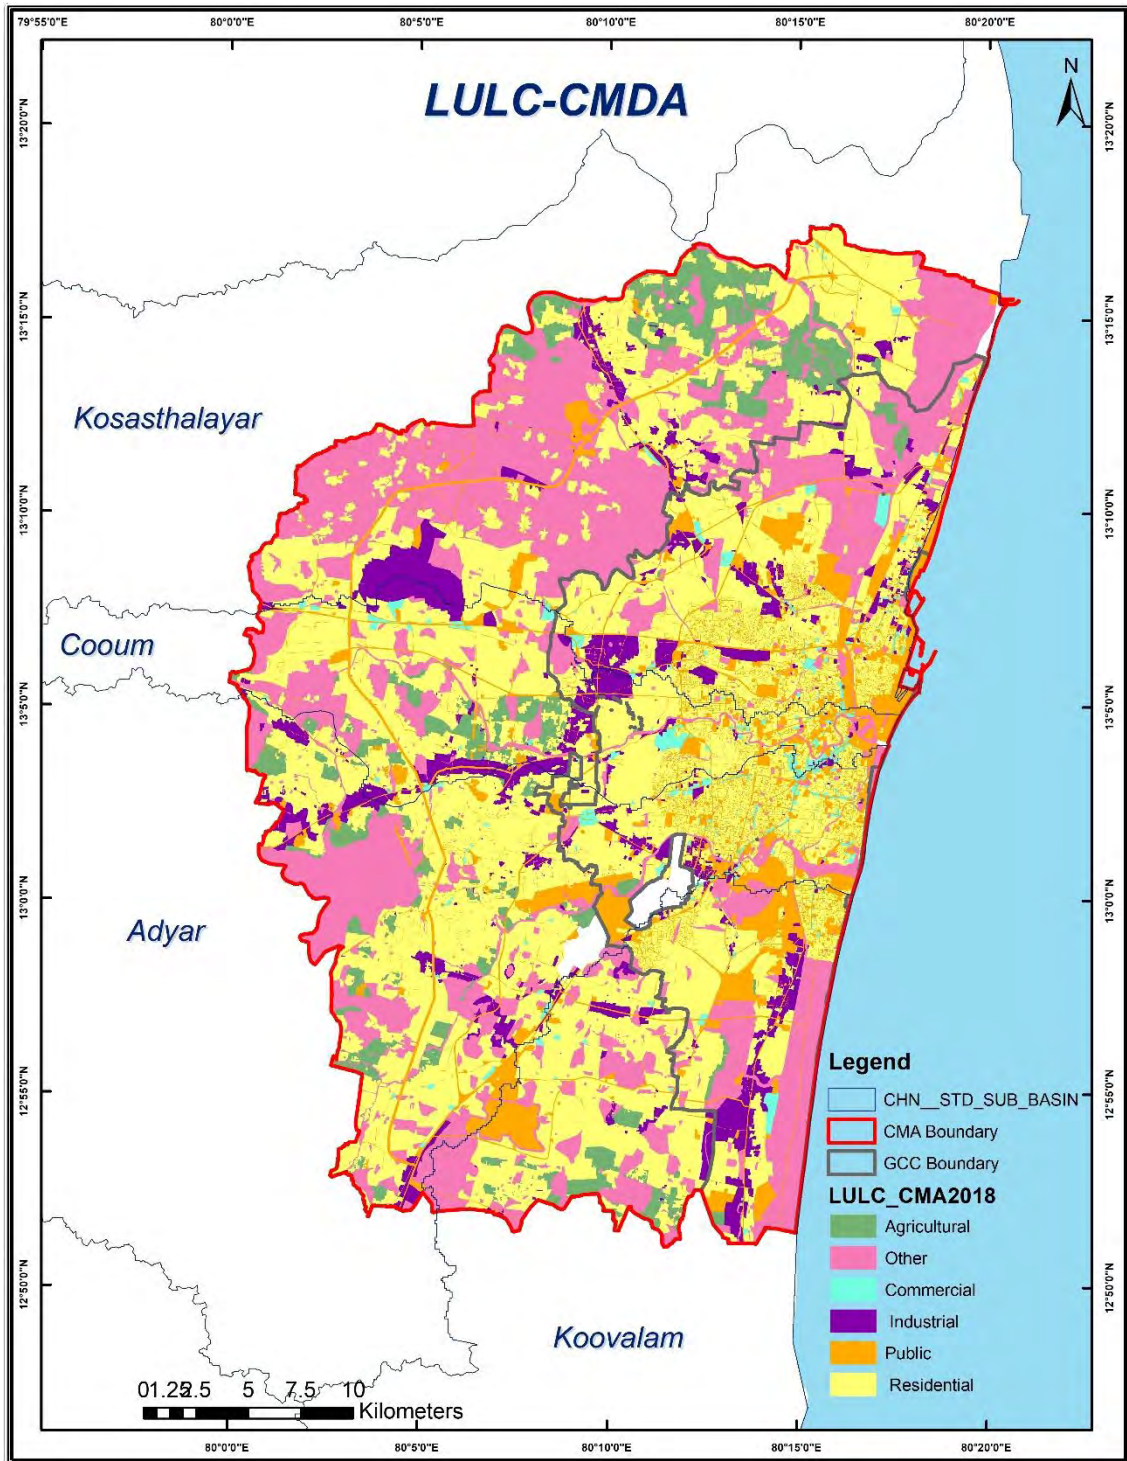 79°55'0"E 80°0'0"E 80°5'0"E 80°10'0"E 80°15'0"E 80°20'0"E
LULC-CMDA
N
13°20'0"N 13°20'0"N
13°15'0"N 13°15'0"N
Kosasthalayar
13°10'0"N 13°10'0"N
Cooum
13°5'0"N 13°5'0"N
Adyar
13°0'0"N 13°0'0"N
Legend
CHN__STD_SUB_BASIN
CMA Boundary
GCC Boundary
LULC_CMA2018
Agricultural
Other
Commercial
Industrial
Public
Residential
12°55'0"N 12°55'0"N
12°50'0"N 12°50'0"N
Koovalam
0 1.25 2.5 5 7.5 10
Kilometers
80°0'0"E 80°5'0"E 80°10'0"E 80°15'0"E 80°20'0"E